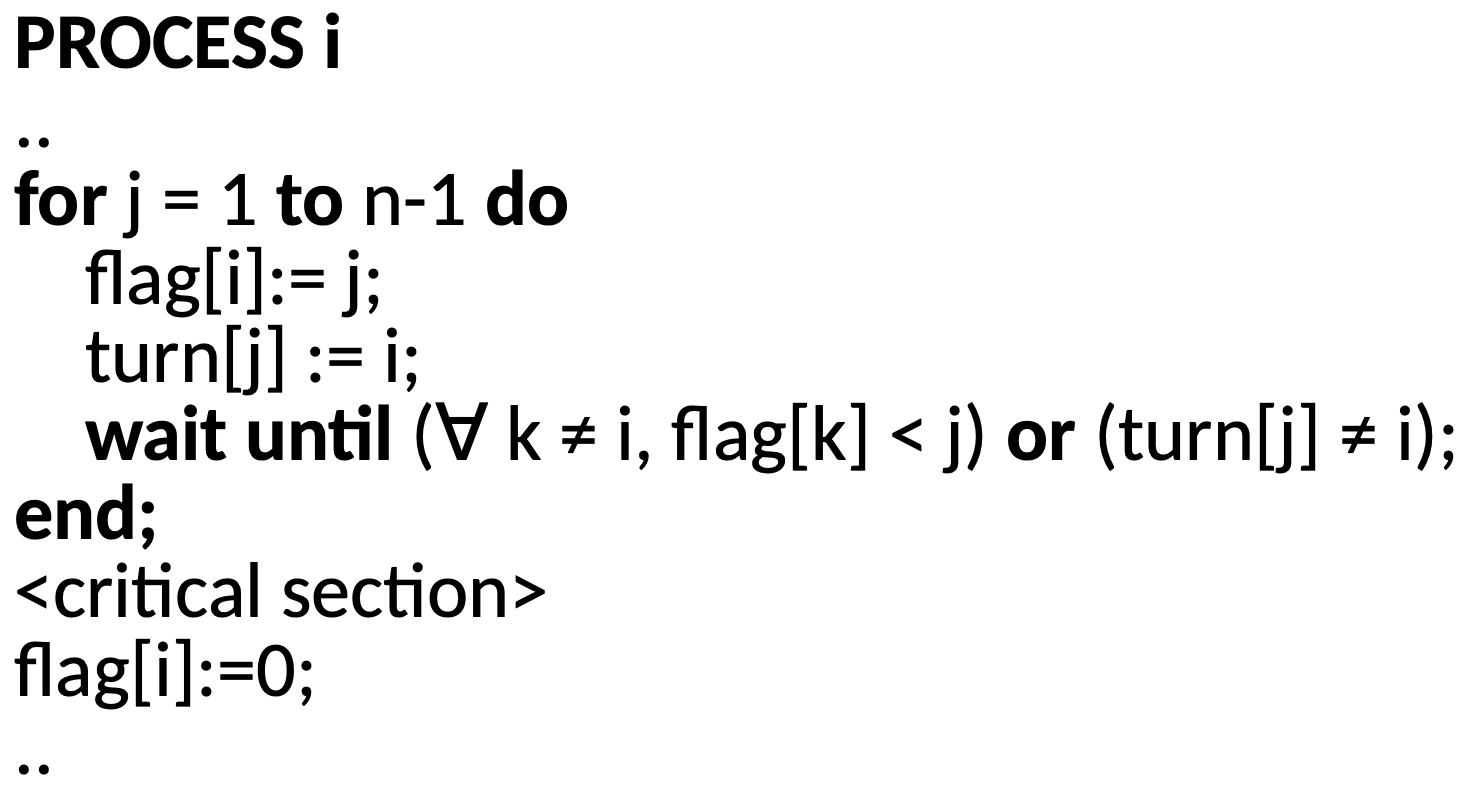 PROCESS i
..
for j = 1 to n-1 do
flag[i]:= j;
turn[j] := i;
wait until (∀ k ≠ i, flag[k] < j) or (turn[j] ≠ i);
end;
<critical section>
flag[i]:=0;
..